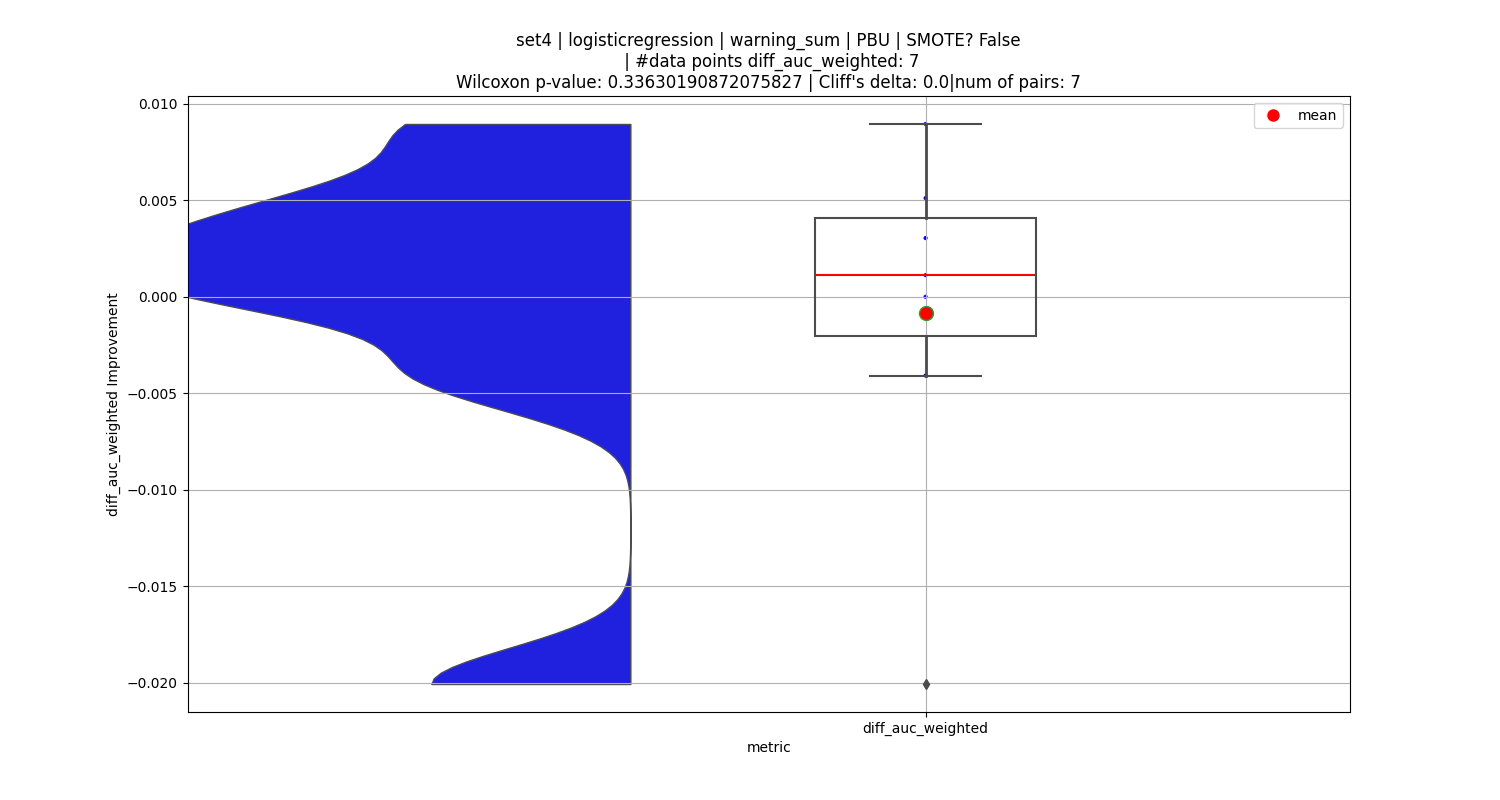 set4 | logisticregression | warning_sum | PBU | SMOTE? False
| #data points diff_auc_weighted: 7
Wilcoxon p-value: 0.33630190872075827 | Cliff's delta: 0.0|num of pairs: 7
mean
0.010
0.005
0.000
−0.005
−0.010
−0.015
−0.020
diff_auc_weighted Improvement
diff_auc_weighted
metric